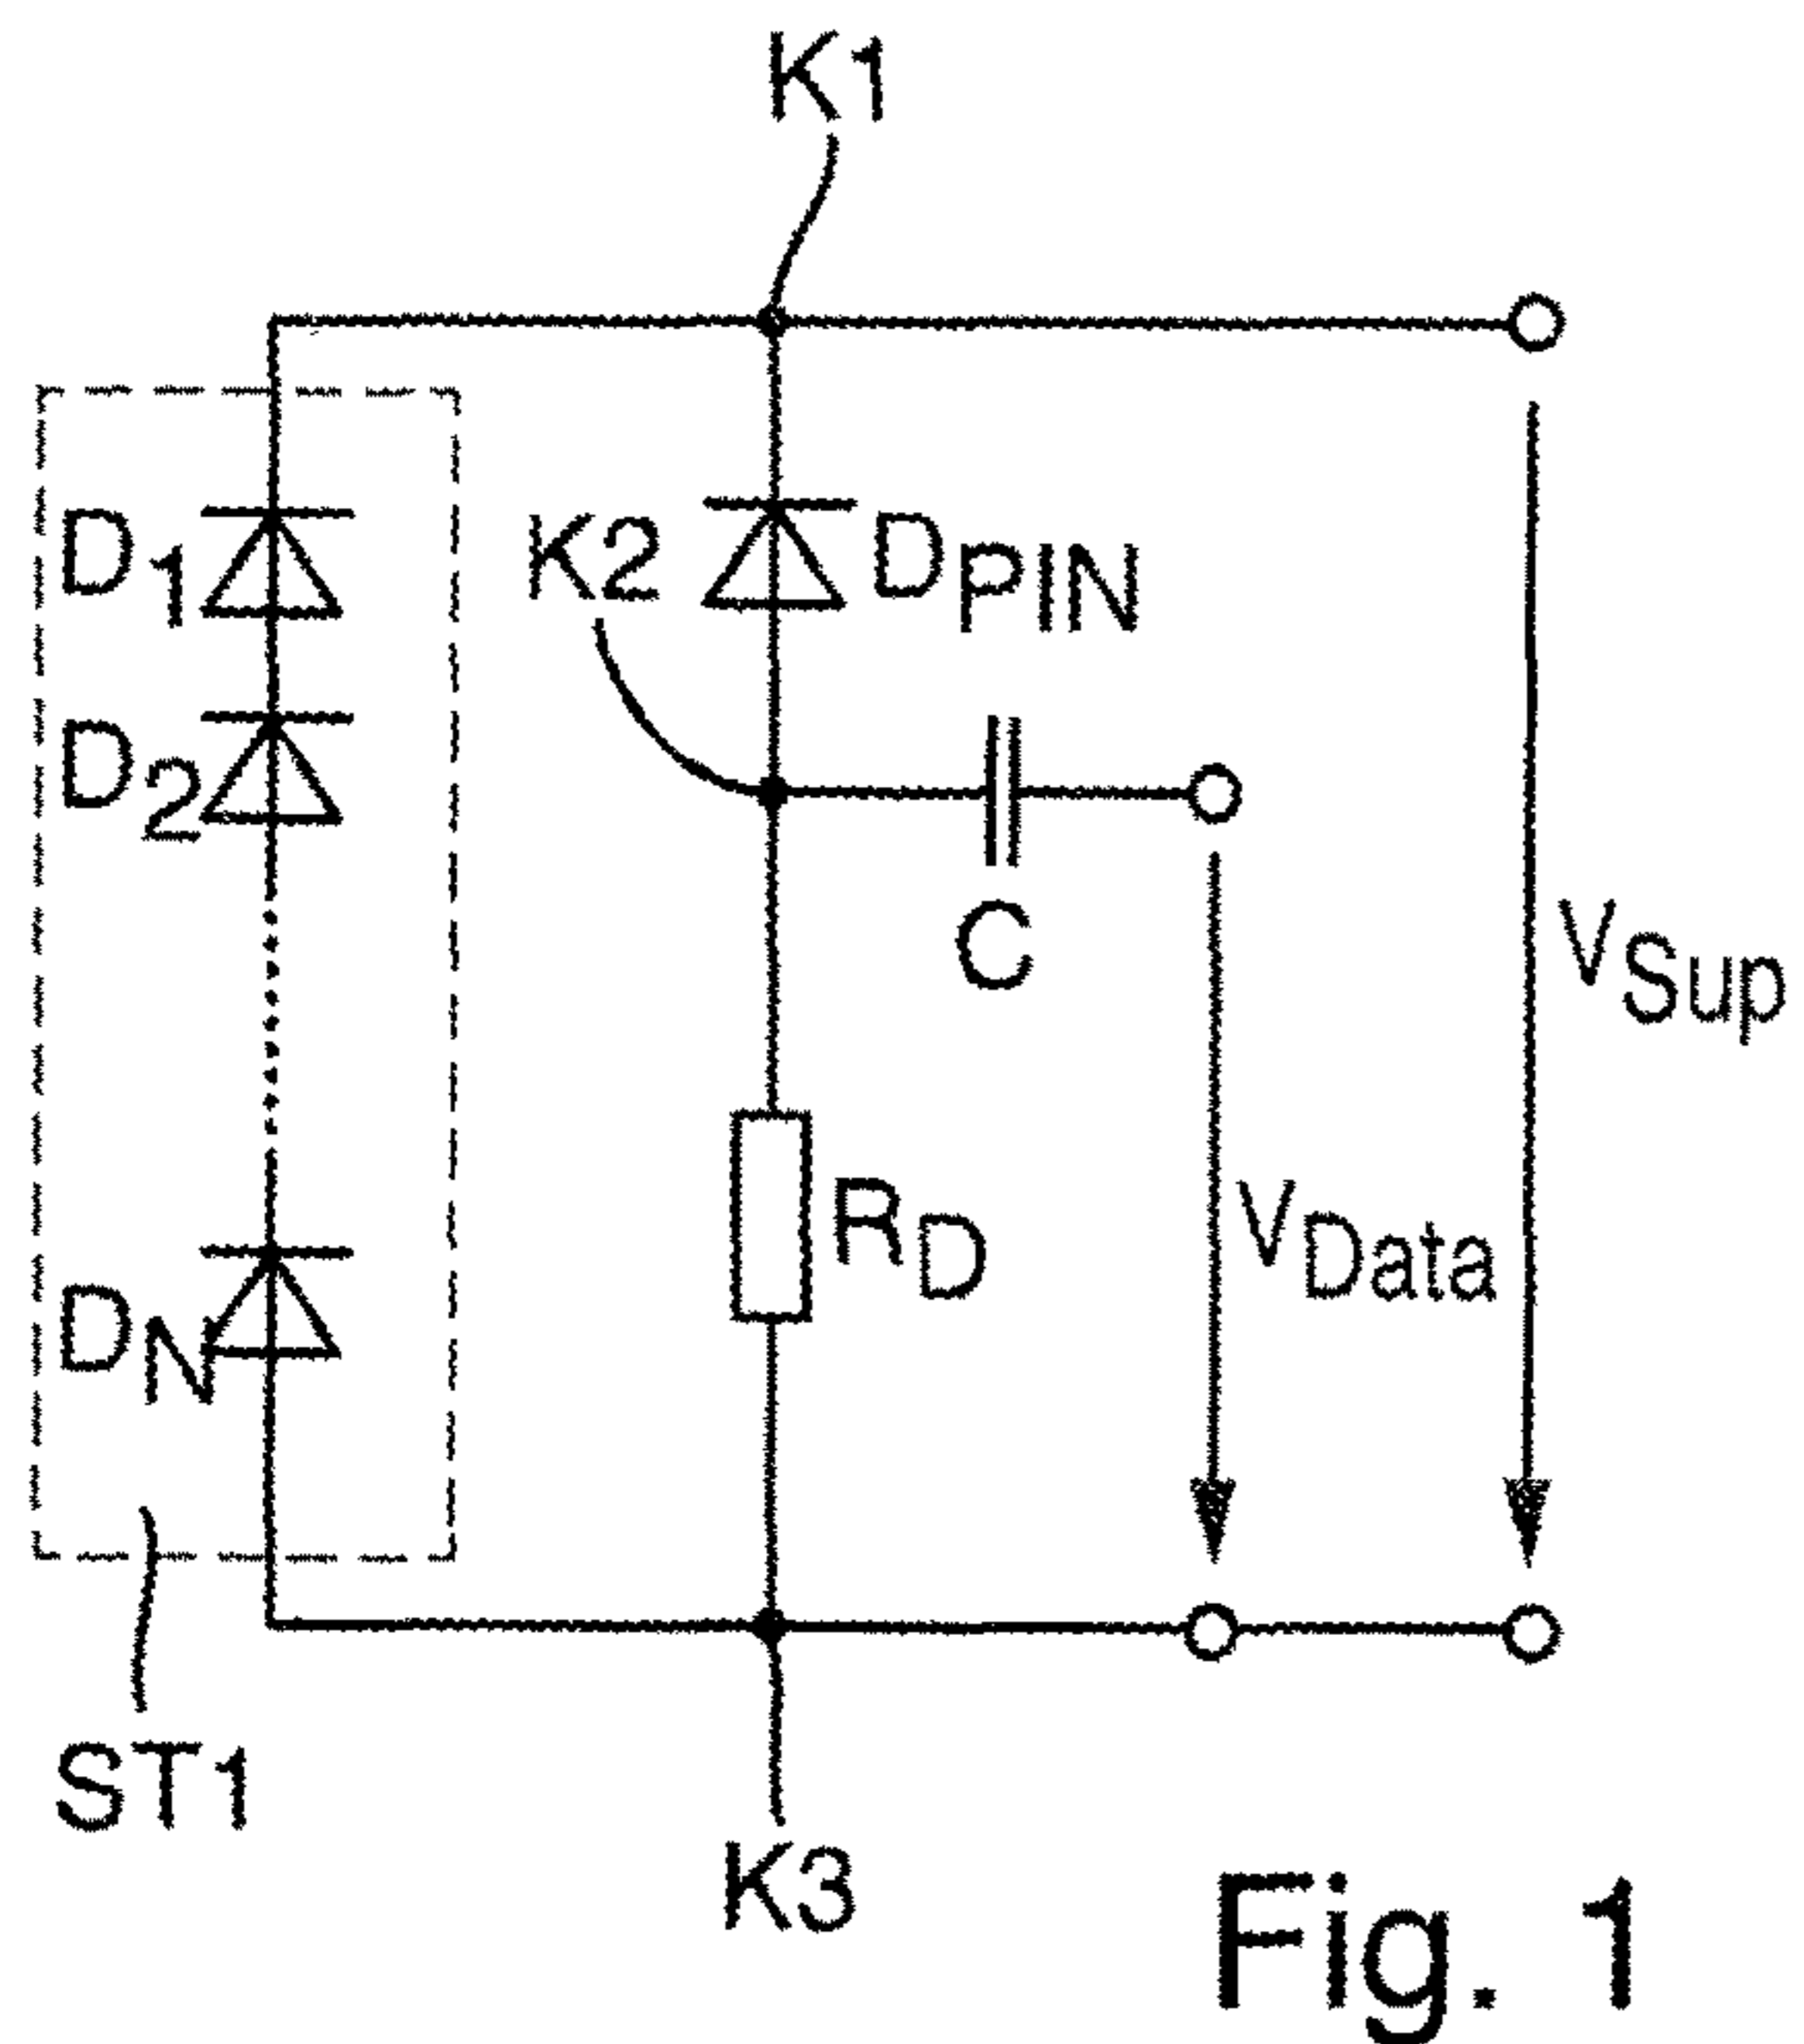 K1
D1
K2
DPIN
D2
C
VSup
RD
VData
DN
ST1
K3
Fig. 1